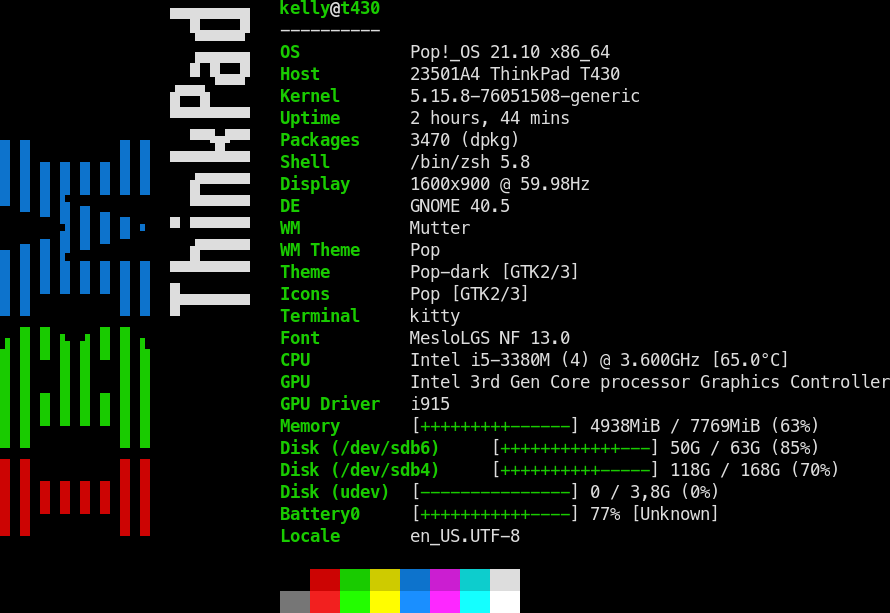 kelly@t430
----------
OS Pop!_OS 21.10 x86_64
Host 23501A4 ThinkPad T430
Kernel 5.15.8-76051508-generic
Uptime 2 hours, 44 mins
Packages 3470 (dpkg)
Shell /bin/zsh 5.8
Display 1600x900 @ 59.98Hz
DE GNOME 40.5
WM Mutter
WM Theme Pop
Theme Pop-dark [GTK2/3]
Icons Pop [GTK2/3]
Terminal kitty
Font MesloLGS NF 13.0
CPU Intel i5-3380M (4) @ 3.600GHz [65.0°C]
GPU Intel 3rd Gen Core processor Graphics Controller
GPU Driver i915
Memory [+++++++++------] 4938MiB / 7769MiB (63%)
Disk (/dev/sdb6) [++++++++++++---] 50G / 63G (85%)
Disk (/dev/sdb4) [++++++++++-----] 118G / 168G (70%)
Disk (udev) [---------------] 0 / 3,8G (0%)
Battery0 [+++++++++++----] 77% [Unknown]
Locale en_US.UTF-8
IBM
ThinkPad